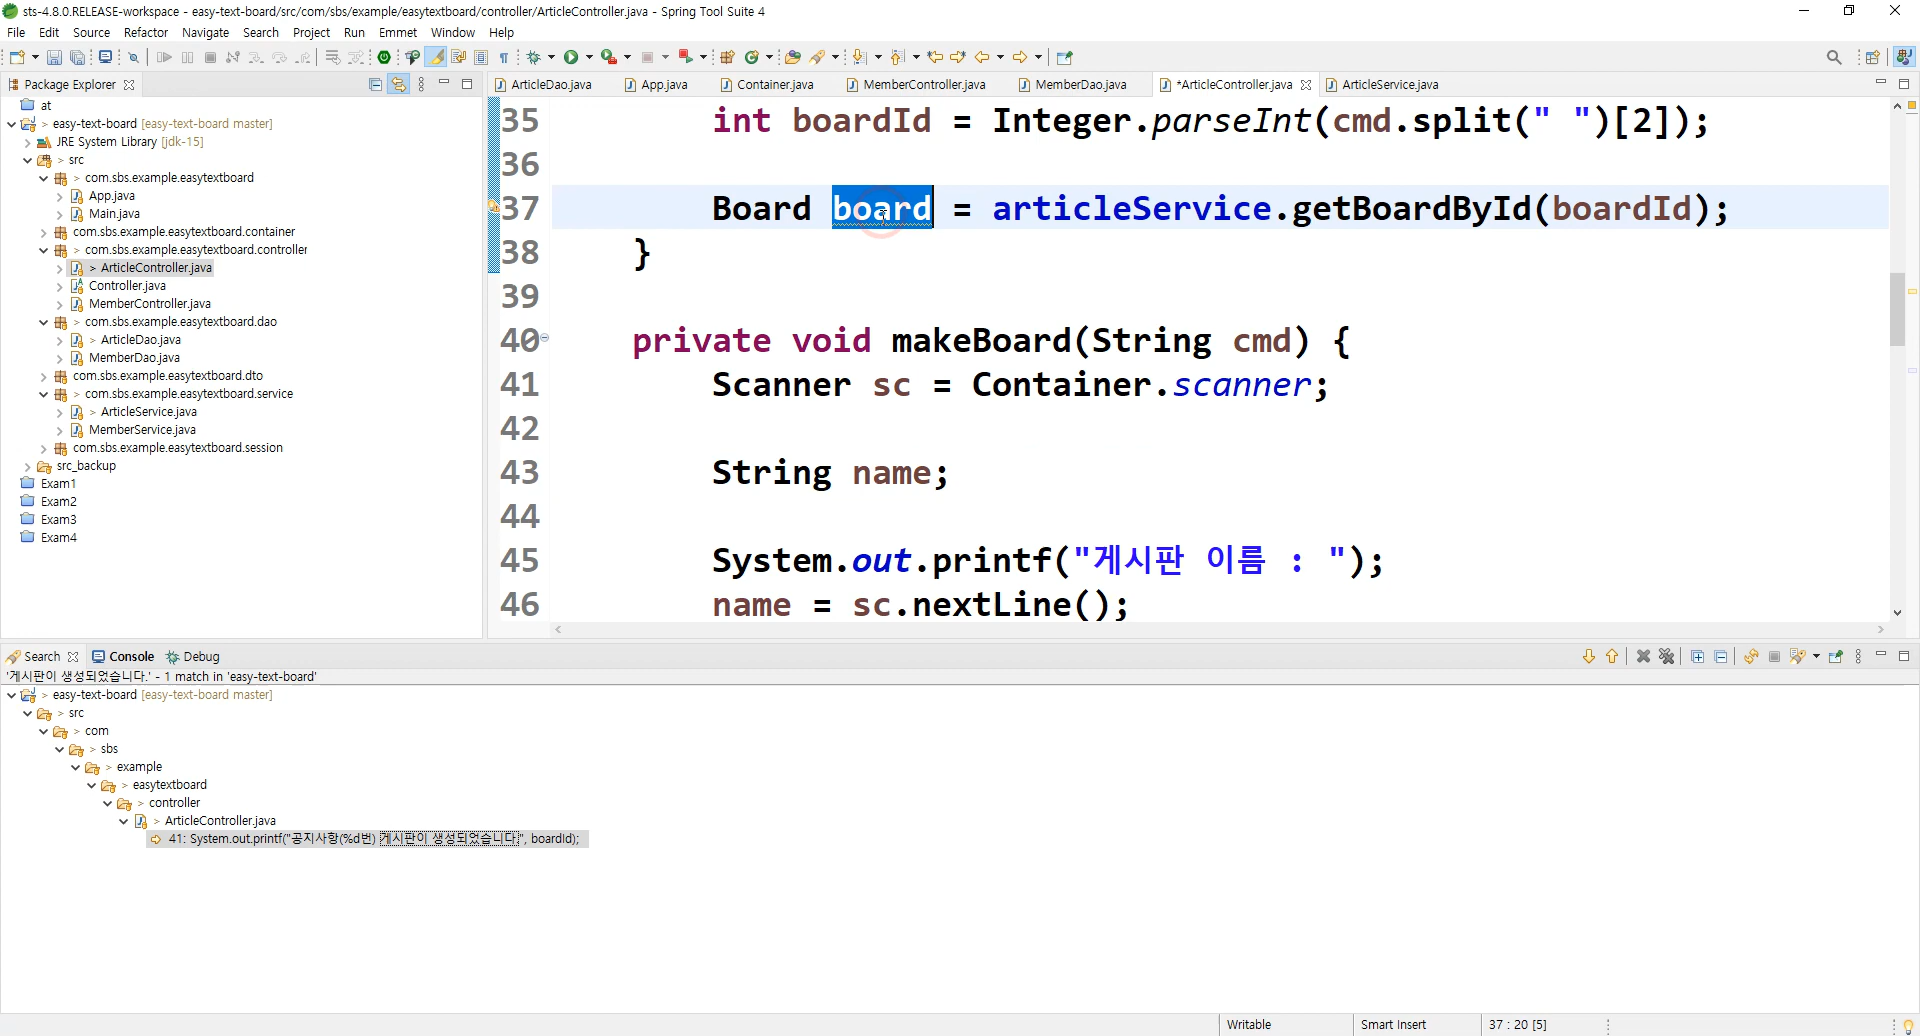 sts-4.8.0.RELEASE-workspace - easy-text-board/src/com/sbs/example/easytextboard/controller/ArticleController.java - Spring Tool Suite 4
File Edit Source Refactor Navigate Search Project Run Emmet Window Help
Package Explorer
at
> easy-text-board [easy-text-board master]
JRE System Library [jdk-15]
> src
> com.sbs.example.easytextboard
App.java
Main.java
com.sbs.example.easytextboard.container
> com.sbs.example.easytextboard.controller
> ArticleController.java
Controller.java
MemberController.java
> com.sbs.example.easytextboard.dao
> ArticleDao.java
MemberDao.java
com.sbs.example.easytextboard.dto
> com.sbs.example.easytextboard.service
> ArticleService.java
MemberService.java
com.sbs.example.easytextboard.session
src_backup
Exam1
Exam2
Exam3
Exam4
ArticleDao.java App.java Container.java MemberController.java MemberDao.java *ArticleController.java ArticleService.java
35 int boardId = Integer.parseInt(cmd.split(" ")[2]);
36
37 Board board = articleService.getBoardById(boardId);
38 }
39
40 private void makeBoard(String cmd) {
41 Scanner sc = Container.scanner;
42
43 String name;
44
45 System.out.printf("게시판 이름 : ");
46 name = sc.nextLine();
Search Console Debug
'게시판이 생성되었습니다.' - 1 match in 'easy-text-board'
> easy-text-board [easy-text-board master]
> src
> com
> sbs
> example
> easytextboard
> controller
> ArticleController.java
41: System.out.printf("공지사항(%d번) 게시판이 생성되었습니다.", boardId);
Writable Smart Insert 37 : 20 [5]